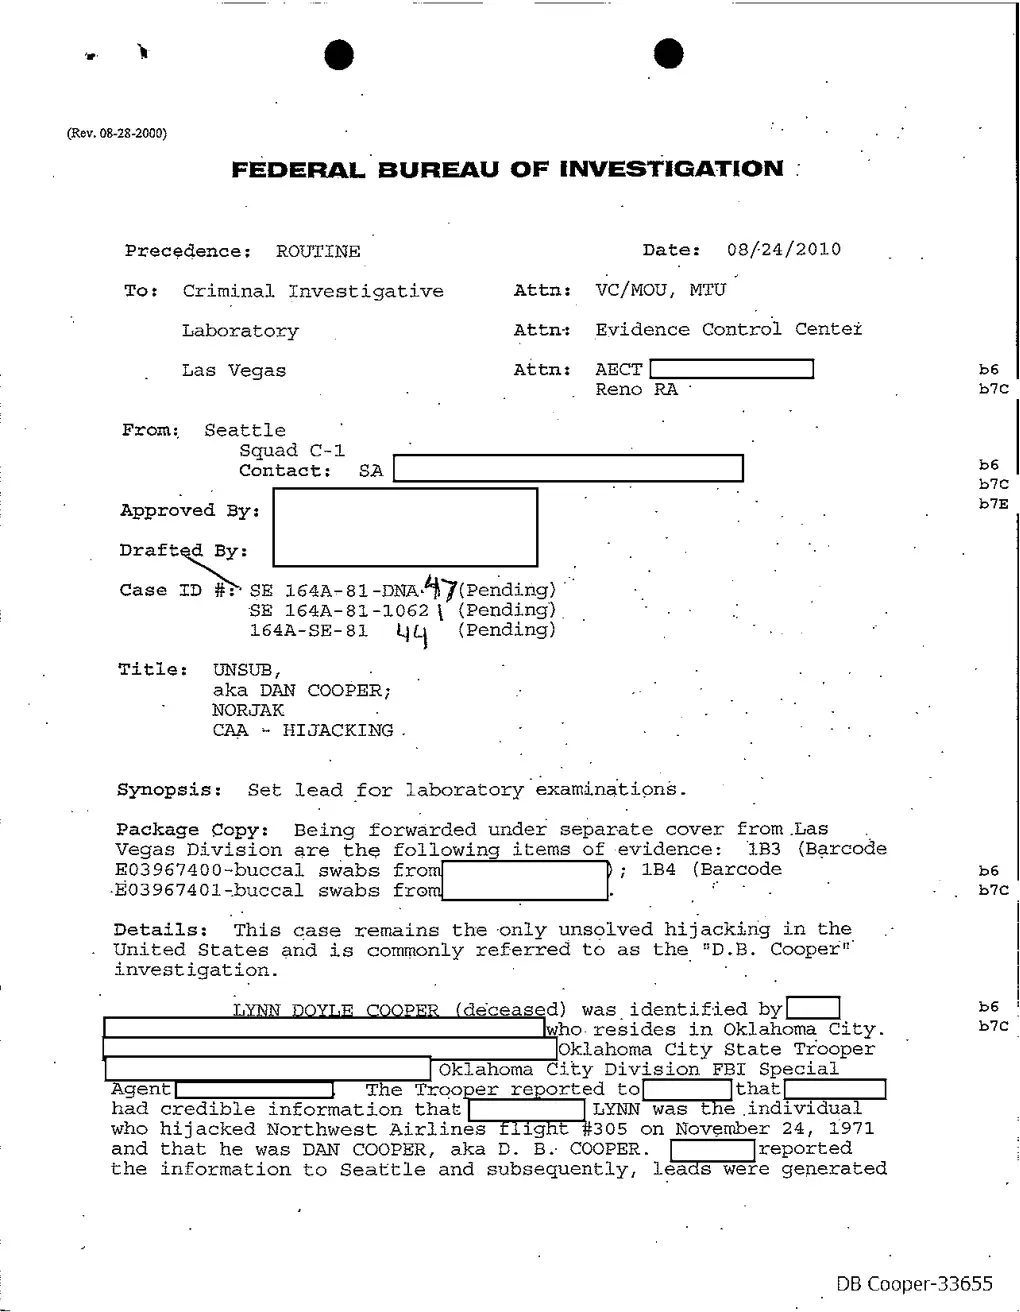 (Rev. 08-28-2000)
FEDERAL BUREAU OF INVESTIGATION
Precedence: ROUTINE Date: 08/24/2010
To: Criminal Investigative Attn: VC/MOU, MTU
Laboratory Attn: Evidence Control Center
Las Vegas Attn: AECT b6
Reno RA b7C
From: Seattle
Squad C-1
Contact: SA b6
b7C
Approved By: b7E
Drafted By:
Case ID #: SE 164A-81-DNA-47 (Pending)
SE 164A-81-1062 1 (Pending)
164A-SE-81 44 (Pending)
Title: UNSUB,
aka DAN COOPER;
NORJAK
CAA - HIJACKING
Synopsis: Set lead for laboratory examinations.
Package Copy: Being forwarded under separate cover from Las
Vegas Division are the following items of evidence: 1B3 (Barcode
E03967400-buccal swabs from ); 1B4 (Barcode b6
E03967401-buccal swabs from . b7C
Details: This case remains the only unsolved hijacking in the
United States and is commonly referred to as the "D.B. Cooper"
investigation.
LYNN DOYLE COOPER (deceased) was identified by b6
who resides in Oklahoma City. b7C
Oklahoma City State Trooper
Oklahoma City Division FBI Special
Agent . The Trooper reported to that
had credible information that LYNN was the individual
who hijacked Northwest Airlines flight #305 on November 24, 1971
and that he was DAN COOPER, aka D. B. COOPER. reported
the information to Seattle and subsequently, leads were generated
DB Cooper-33655